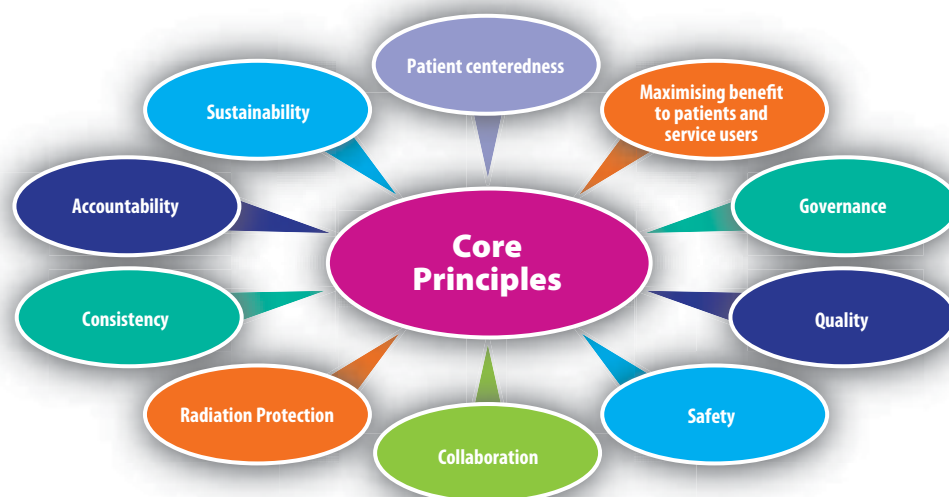 Patient centeredness
Maximising benefit
to patients and
service users
Governance
Quality
Safety
Collaboration
Radiation Protection
Consistency
Accountability
Sustainability
Core
Principles